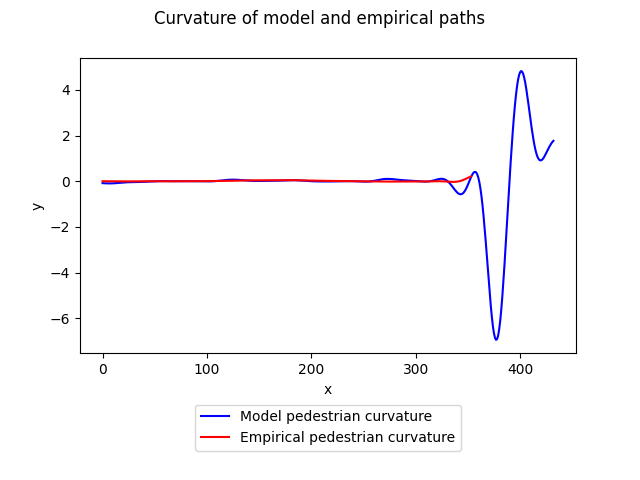 Curvature of model and empirical paths
4
2
0
−2
−4
−6
y
0 100 200 300 400
x
Model pedestrian curvature
Empirical pedestrian curvature